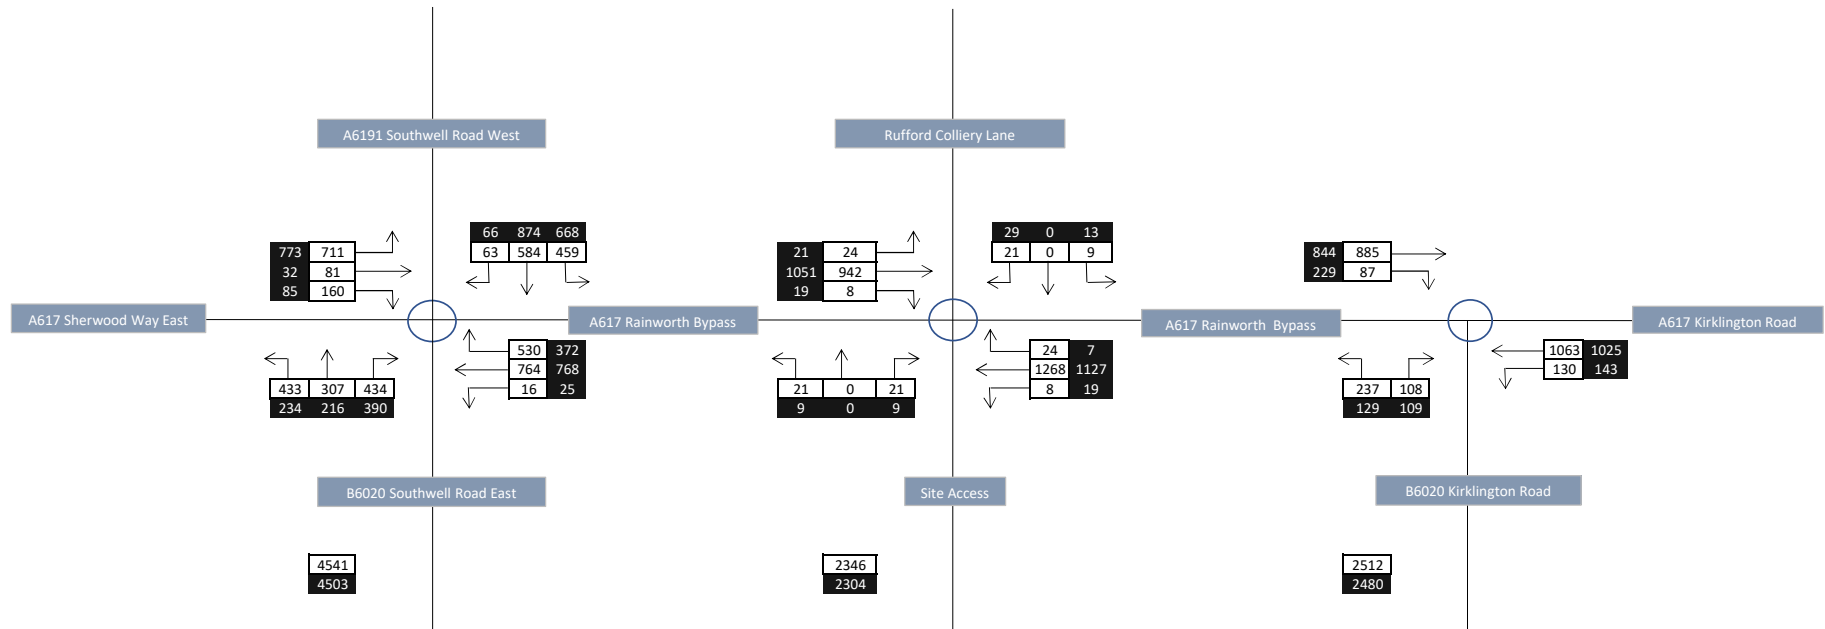 A6191 Southwell Road West
Rufford Colliery Lane
66 874 668
63 584 459
29 0 13
21 0 9
773 711
32 81
85 160
21 24
1051 942
19 8
844 885
229 87
A617 Sherwood Way East
A617 Rainworth Bypass
A617 Rainworth Bypass
A617 Kirklington Road
530 372
764 768
16 25
24 7
1268 1127
8 19
1063 1025
130 143
433 307 434
234 216 390
21 0 21
9 0 9
237 108
129 109
B6020 Southwell Road East
Site Access
B6020 Kirklington Road
4541
4503
2346
2304
2512
2480